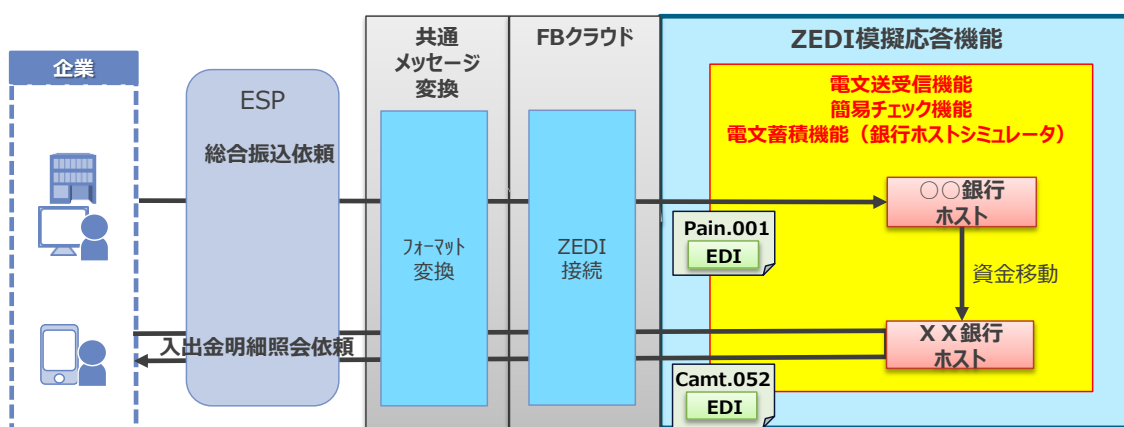 企業
ESP
総合振込依頼
入出金明細照会依頼
共通
メッセージ
変換
ﾌｫｰﾏｯﾄ
変換
FBクラウド
ZEDI
接続
ZEDI模擬応答機能
電文送受信機能
簡易チェック機能
電文蓄積機能（銀行ホストシミュレータ）
○○銀行
ホスト
Pain.001
EDI
資金移動
ＸＸ銀行
ホスト
Camt.052
EDI